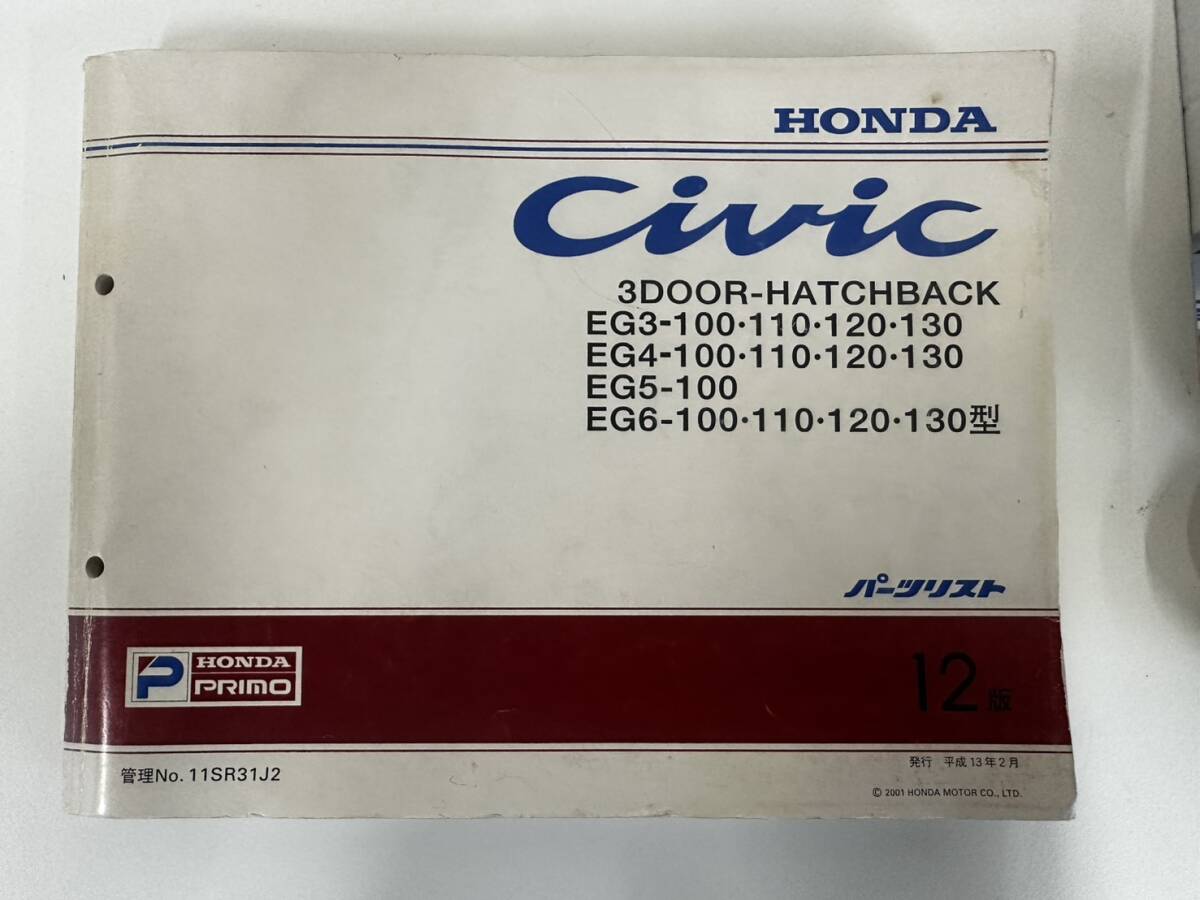 HONDA
Civic
3DOOR-HATCHBACK
EG3-100・110・120・130
EG4-100・110・120・130
EG5-100
EG6-100・110・120・130型
パーツリスト
P HONDA
PRIMO
12版
管理No. 11SR31J2
発行 平成13年2月
© 2001 HONDA MOTOR CO., LTD.